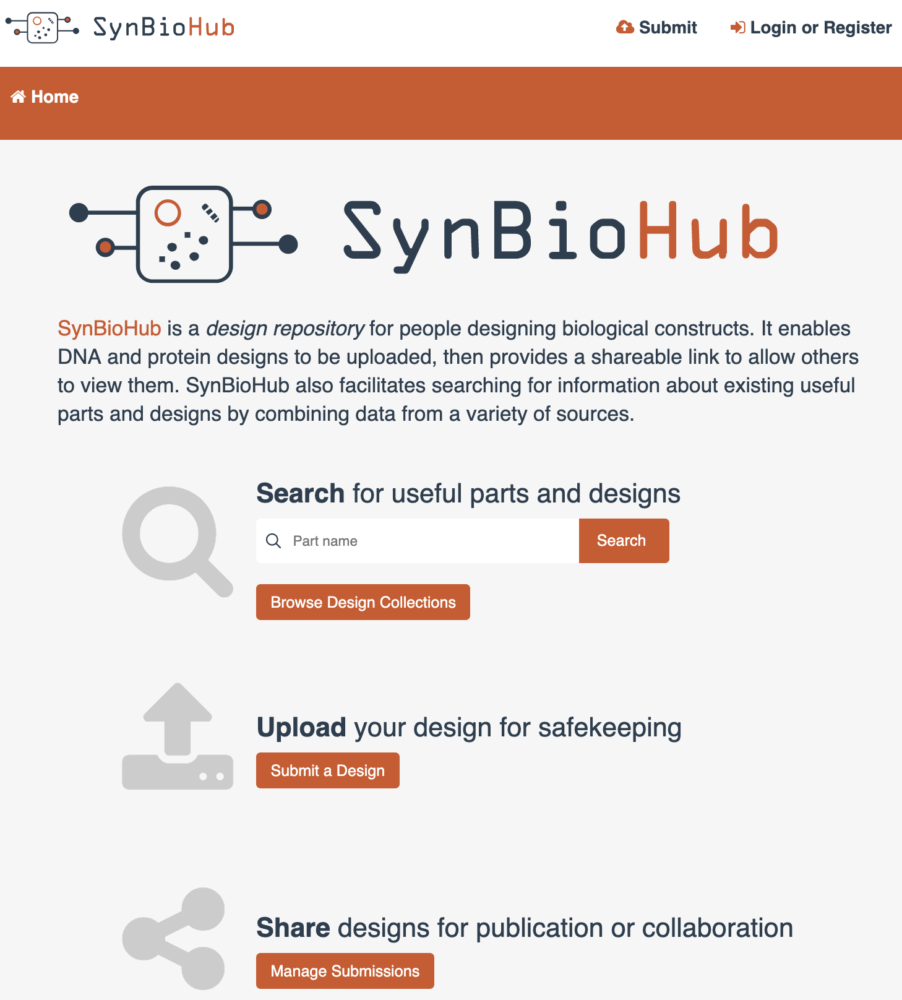 SynBioHub
Submit
Login or Register
Home
SynBioHub
SynBioHub is a design repository for people designing biological constructs. It enables
DNA and protein designs to be uploaded, then provides a shareable link to allow others
to view them. SynBioHub also facilitates searching for information about existing useful
parts and designs by combining data from a variety of sources.
Search for useful parts and designs
Part name
Search
Browse Design Collections
Upload your design for safekeeping
Submit a Design
Share designs for publication or collaboration
Manage Submissions